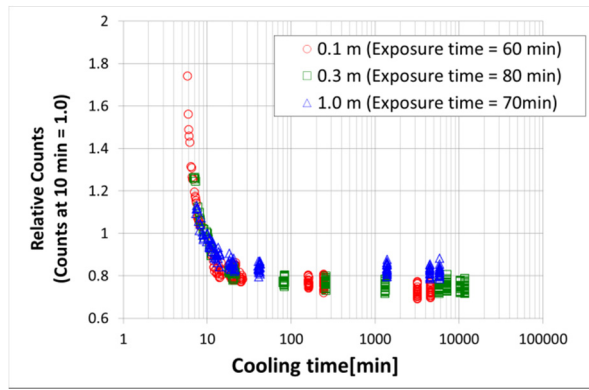 2
1.8
1.6
1.4
1.2
1
0.8
0.6
Relative Counts
(Counts at 10 min = 1.0)
0.1 m (Exposure time = 60 min)
0.3 m (Exposure time = 80 min)
1.0 m (Exposure time = 70min)
1 10 100 1000 10000 100000
Cooling time[min]